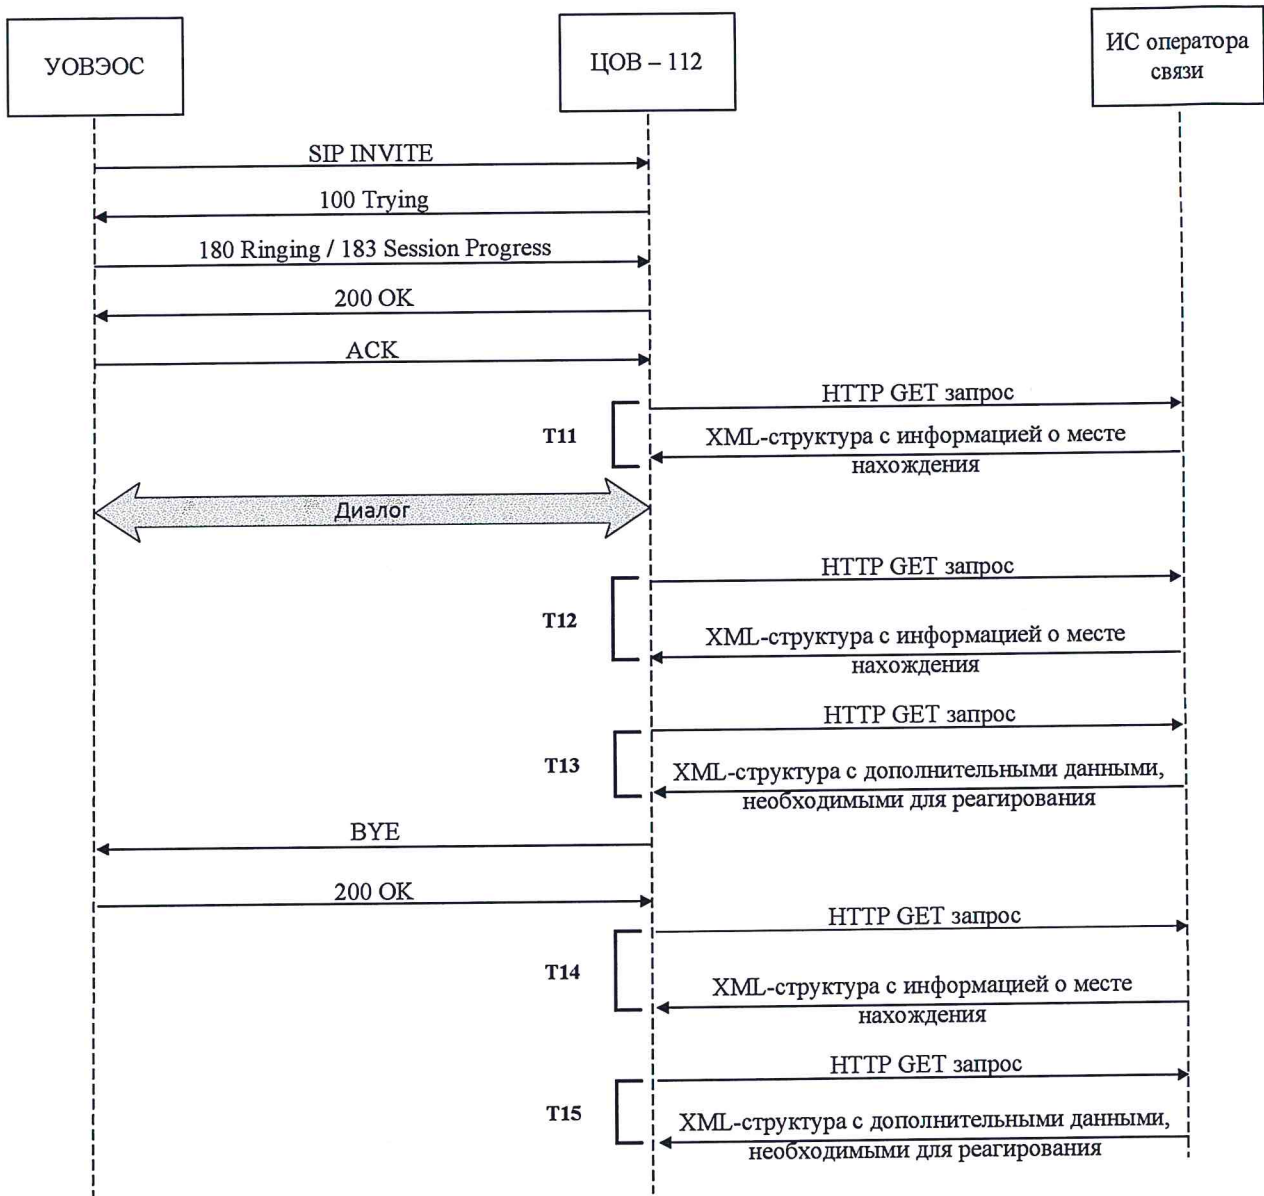 УОВЭОС
ЦОВ – 112
ИС оператора
связи
SIP INVITE
100 Trying
180 Ringing / 183 Session Progress
200 OK
ACK
HTTP GET запрос
T11
XML-структура с информацией о месте
нахождения
Диалог
HTTP GET запрос
T12
XML-структура с информацией о месте
нахождения
HTTP GET запрос
T13
XML-структура с дополнительными данными,
необходимыми для реагирования
BYE
200 OK
HTTP GET запрос
T14
XML-структура с информацией о месте
нахождения
HTTP GET запрос
T15
XML-структура с дополнительными данными,
необходимыми для реагирования